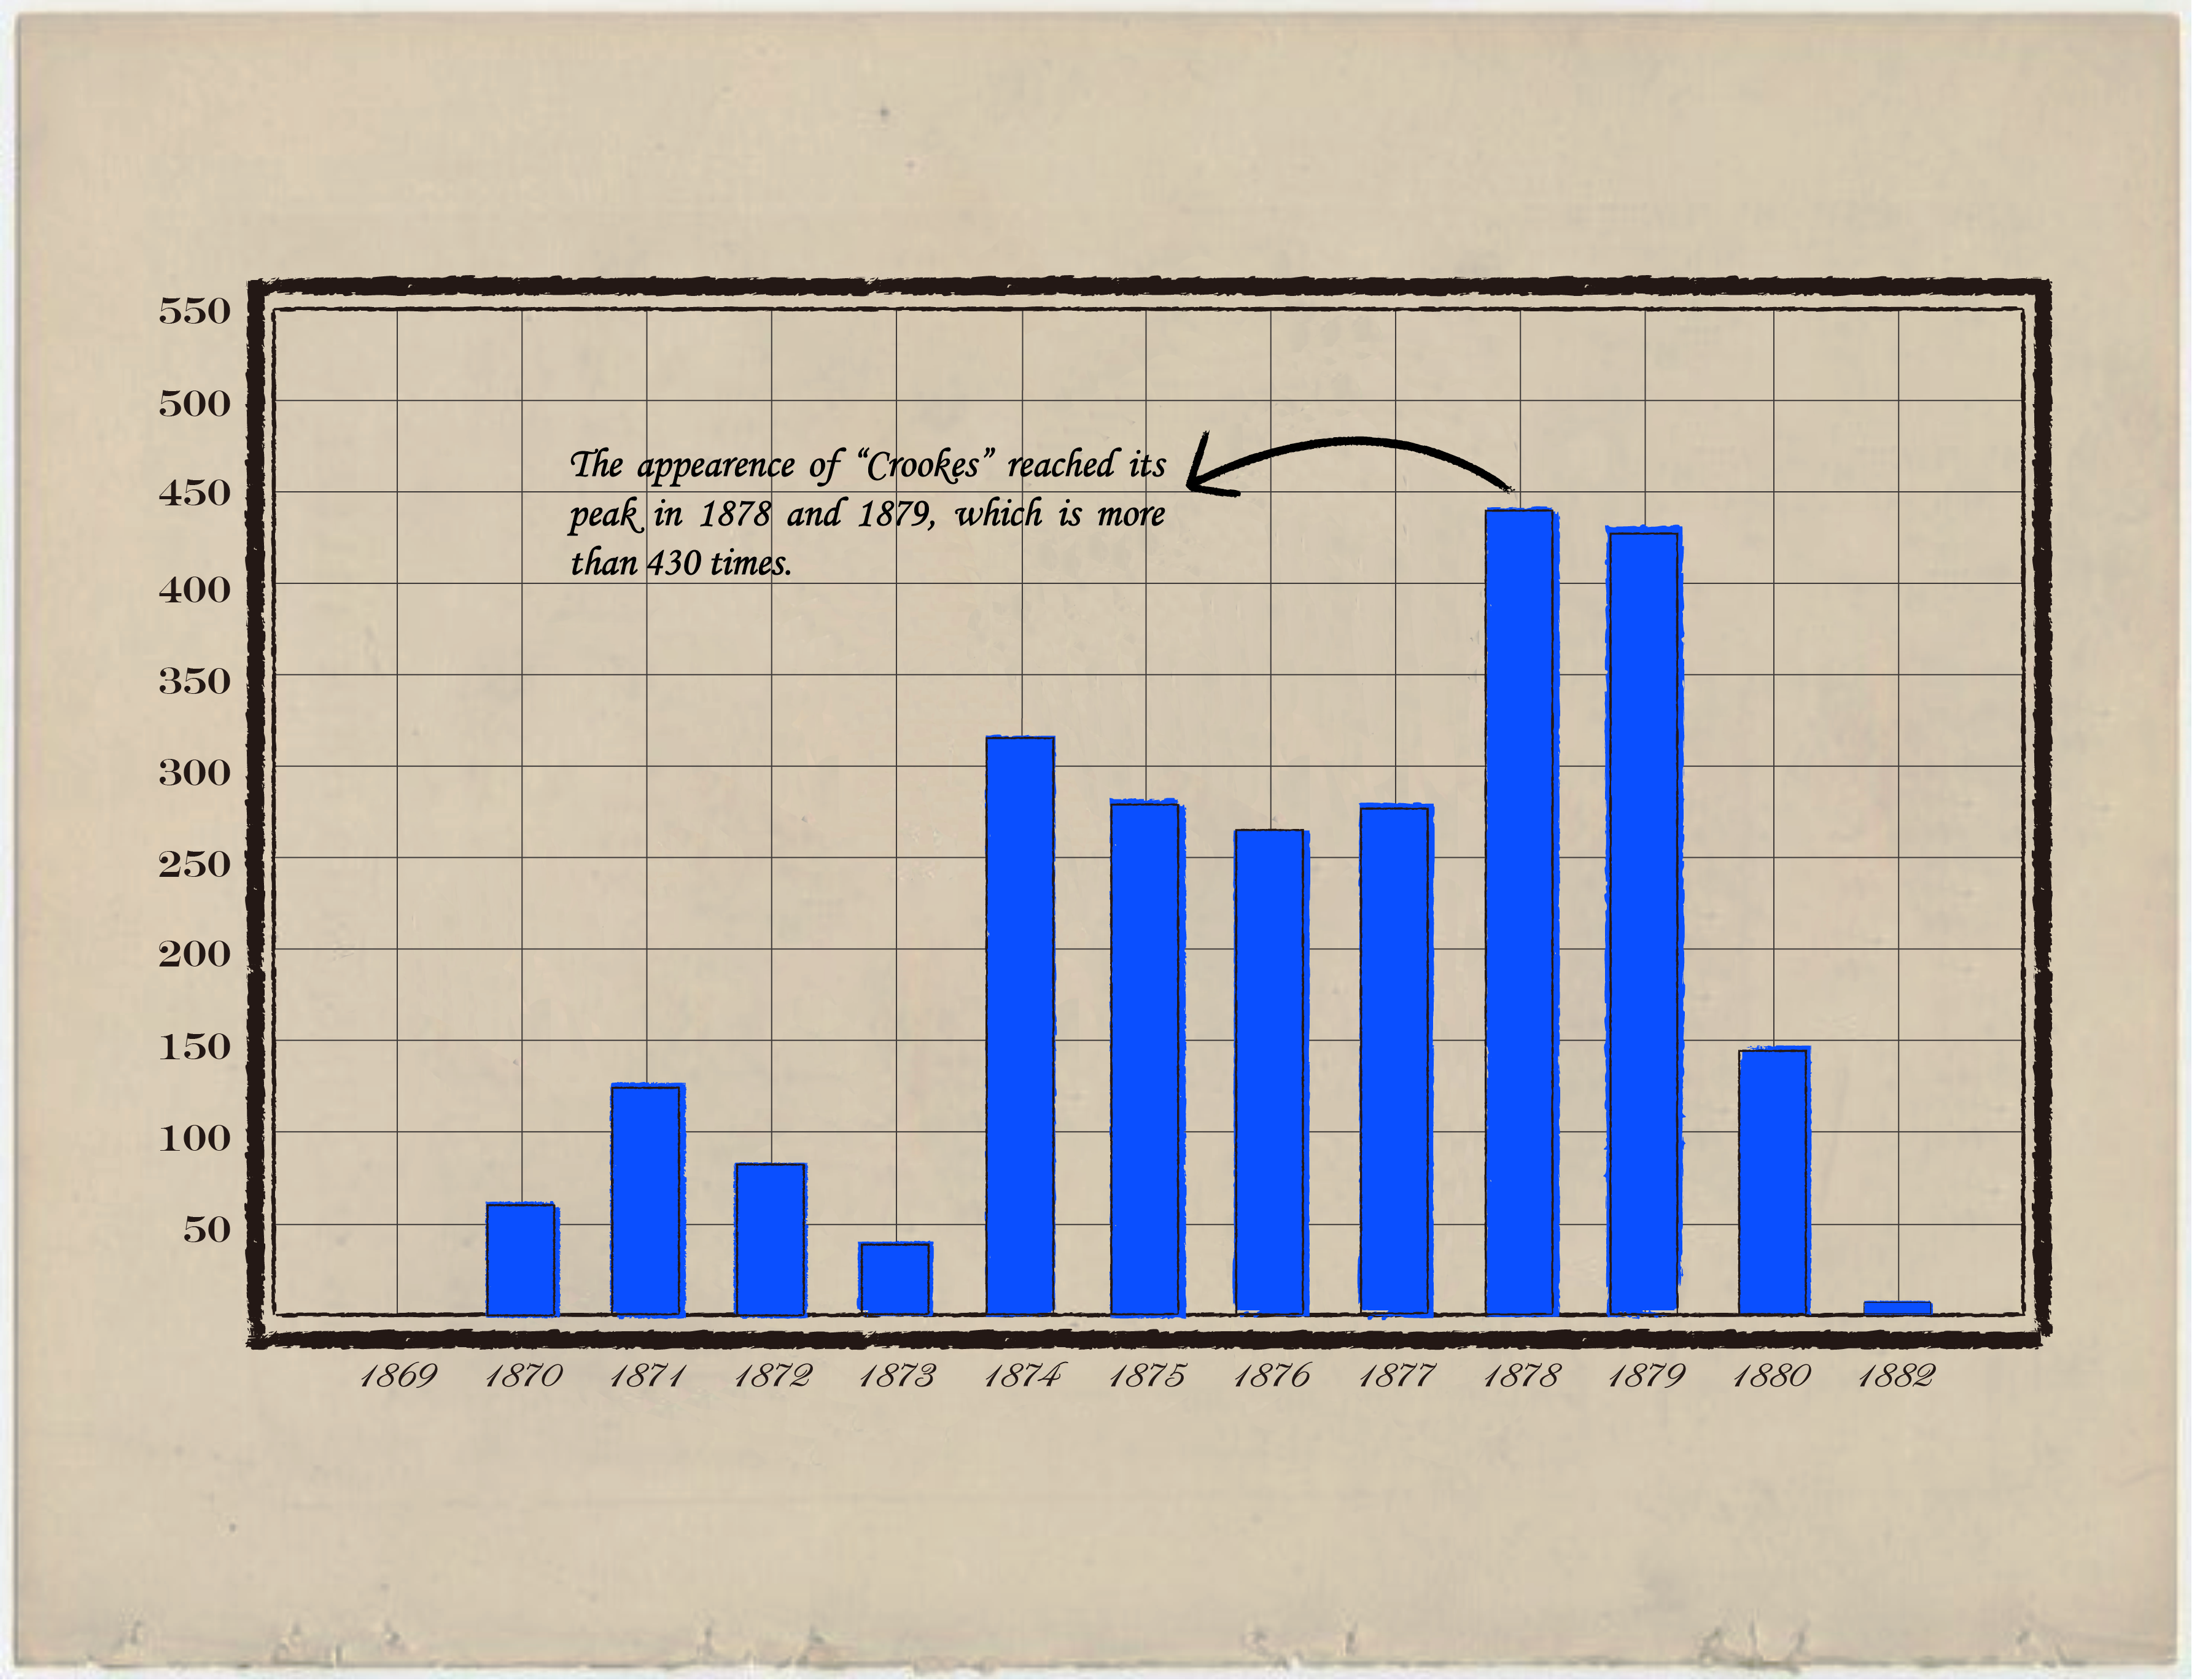 550
500
450
400
350
300
250
200
150
100
50
The appearence of “Crookes” reached its
peak in 1878 and 1879, which is more
than 430 times.
1869 1870 1871 1872 1873 1874 1875 1876 1877 1878 1879 1880 1882